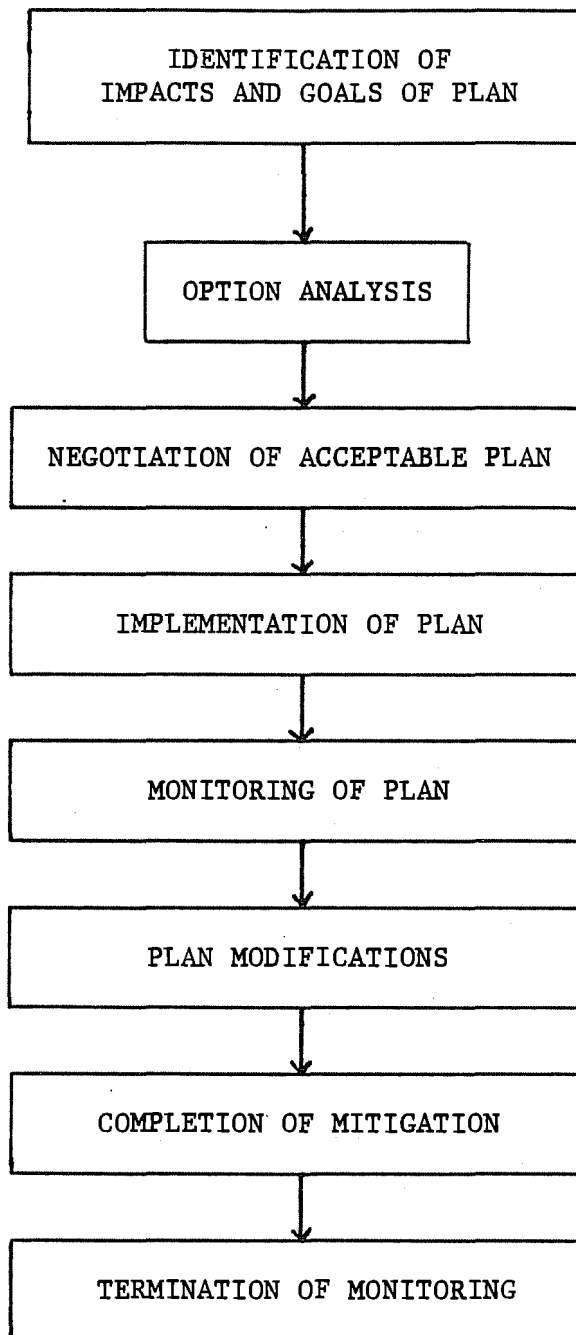 IDENTIFICATION OF
IMPACTS AND GOALS OF PLAN
OPTION ANALYSIS
NEGOTIATION OF ACCEPTABLE PLAN
IMPLEMENTATION OF PLAN
MONITORING OF PLAN
PLAN MODIFICATIONS
COMPLETION OF MITIGATION
TERMINATION OF MONITORING